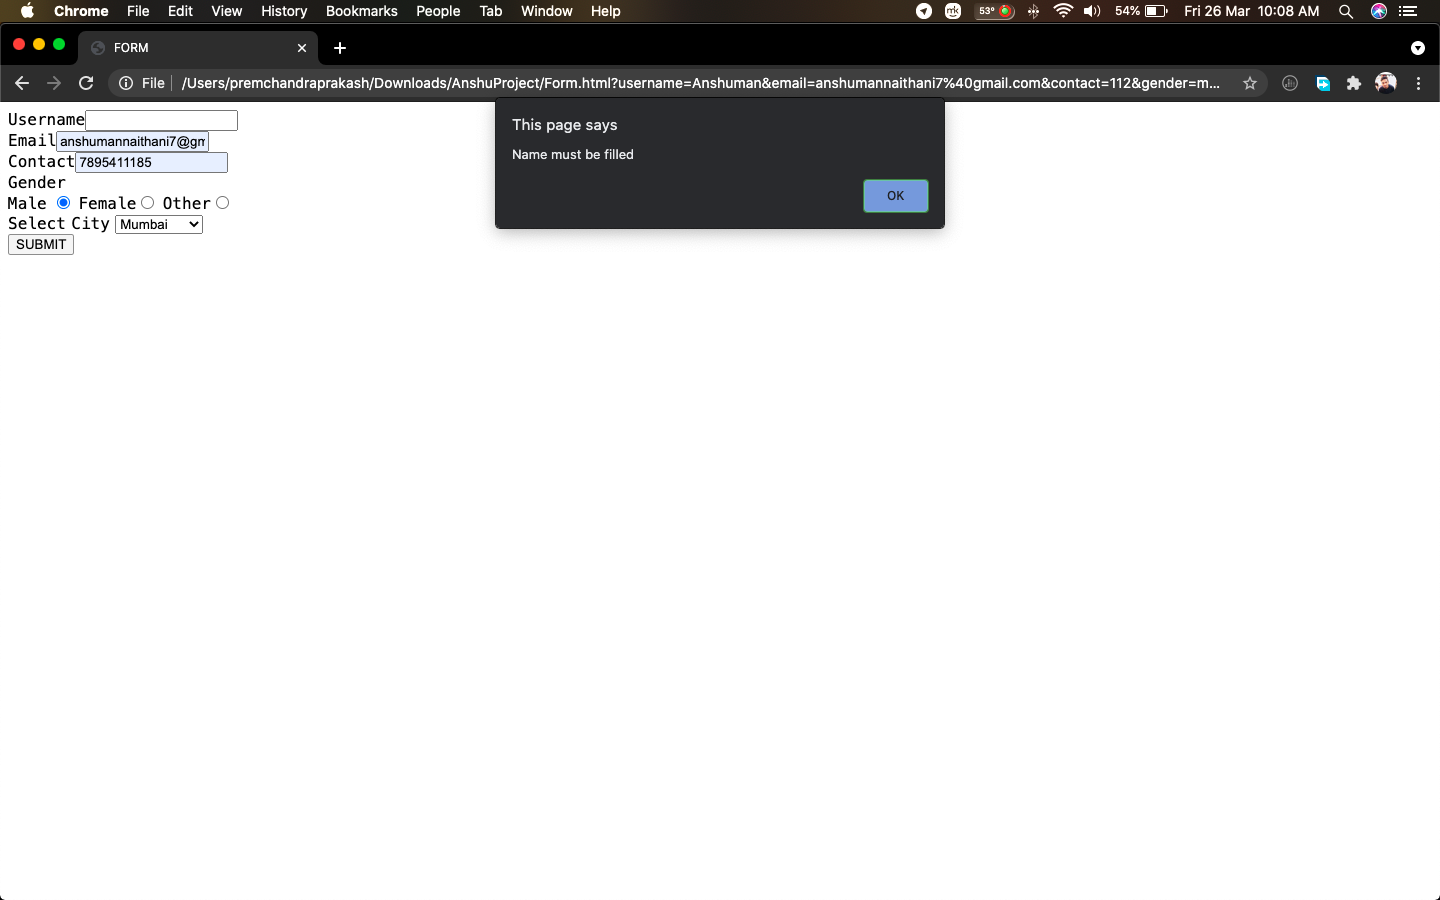 Chrome File Edit View History Bookmarks People Tab Window Help 53° 54% Fri 26 Mar 10:08 AM
FORM
File /Users/premchandraprakash/Downloads/AnshuProject/Form.html?username=Anshuman&email=anshumannaithani7%40gmail.com&contact=112&gender=m...
Username
Email anshumannaithani7@gm
Contact 7895411185
Gender
Male Female Other
Select City Mumbai
SUBMIT
This page says
Name must be filled
OK